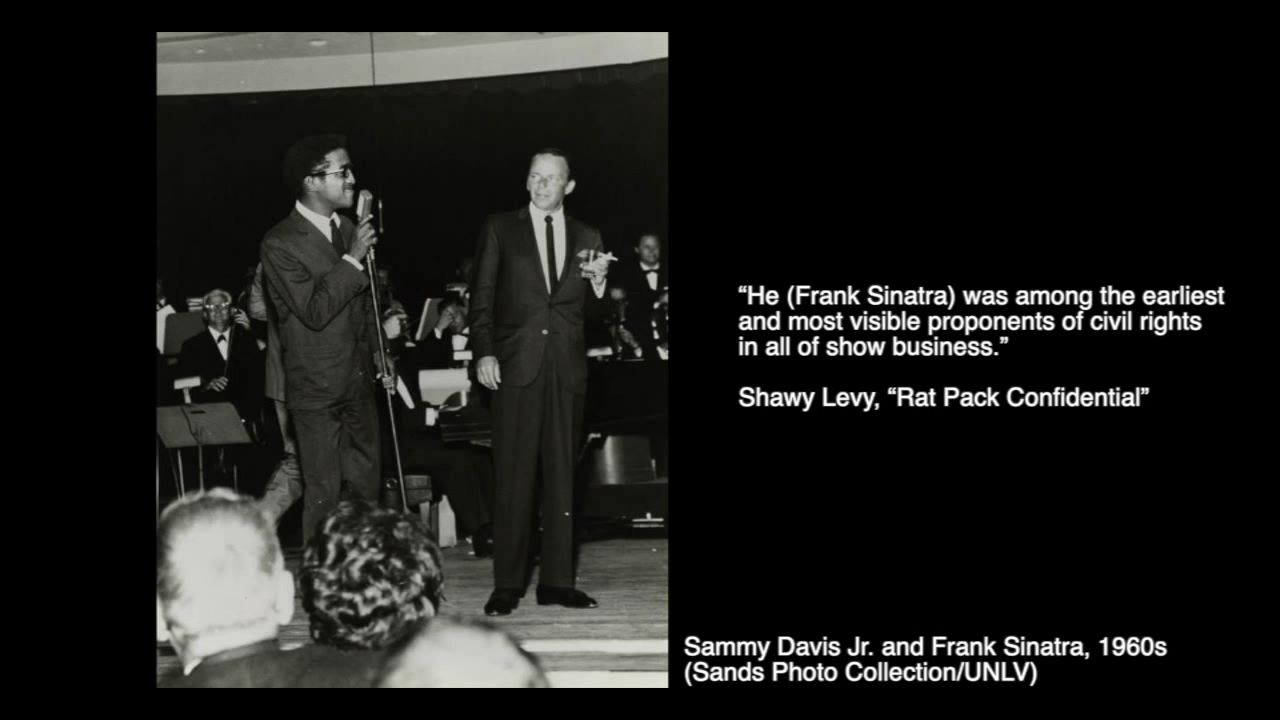 “He (Frank Sinatra) was among the earliest
and most visible proponents of civil rights
in all of show business.”
Shawy Levy, “Rat Pack Confidential”
Sammy Davis Jr. and Frank Sinatra, 1960s
(Sands Photo Collection/UNLV)